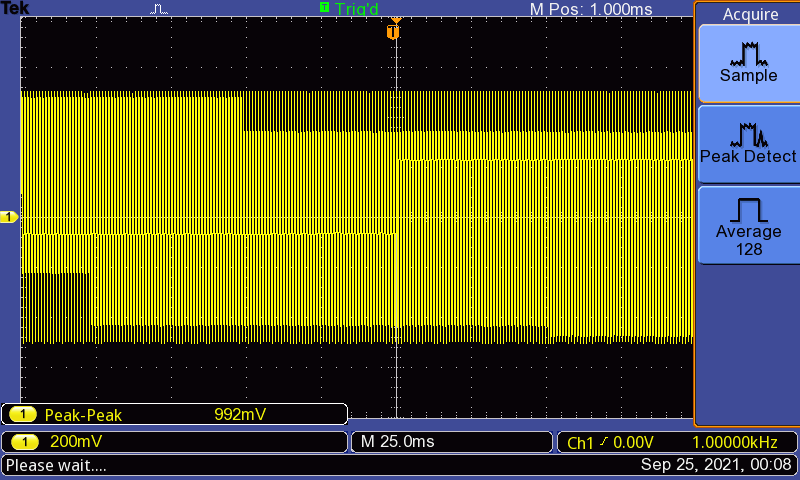 Tek
T Trig'd
M Pos: 1.000ms
Acquire
T
Sample
Peak Detect
1
Average
128
1 Peak-Peak 992mV
1 200mV
M 25.0ms
Ch1 / 0.00V 1.00000kHz
Please wait....
Sep 25, 2021, 00:08